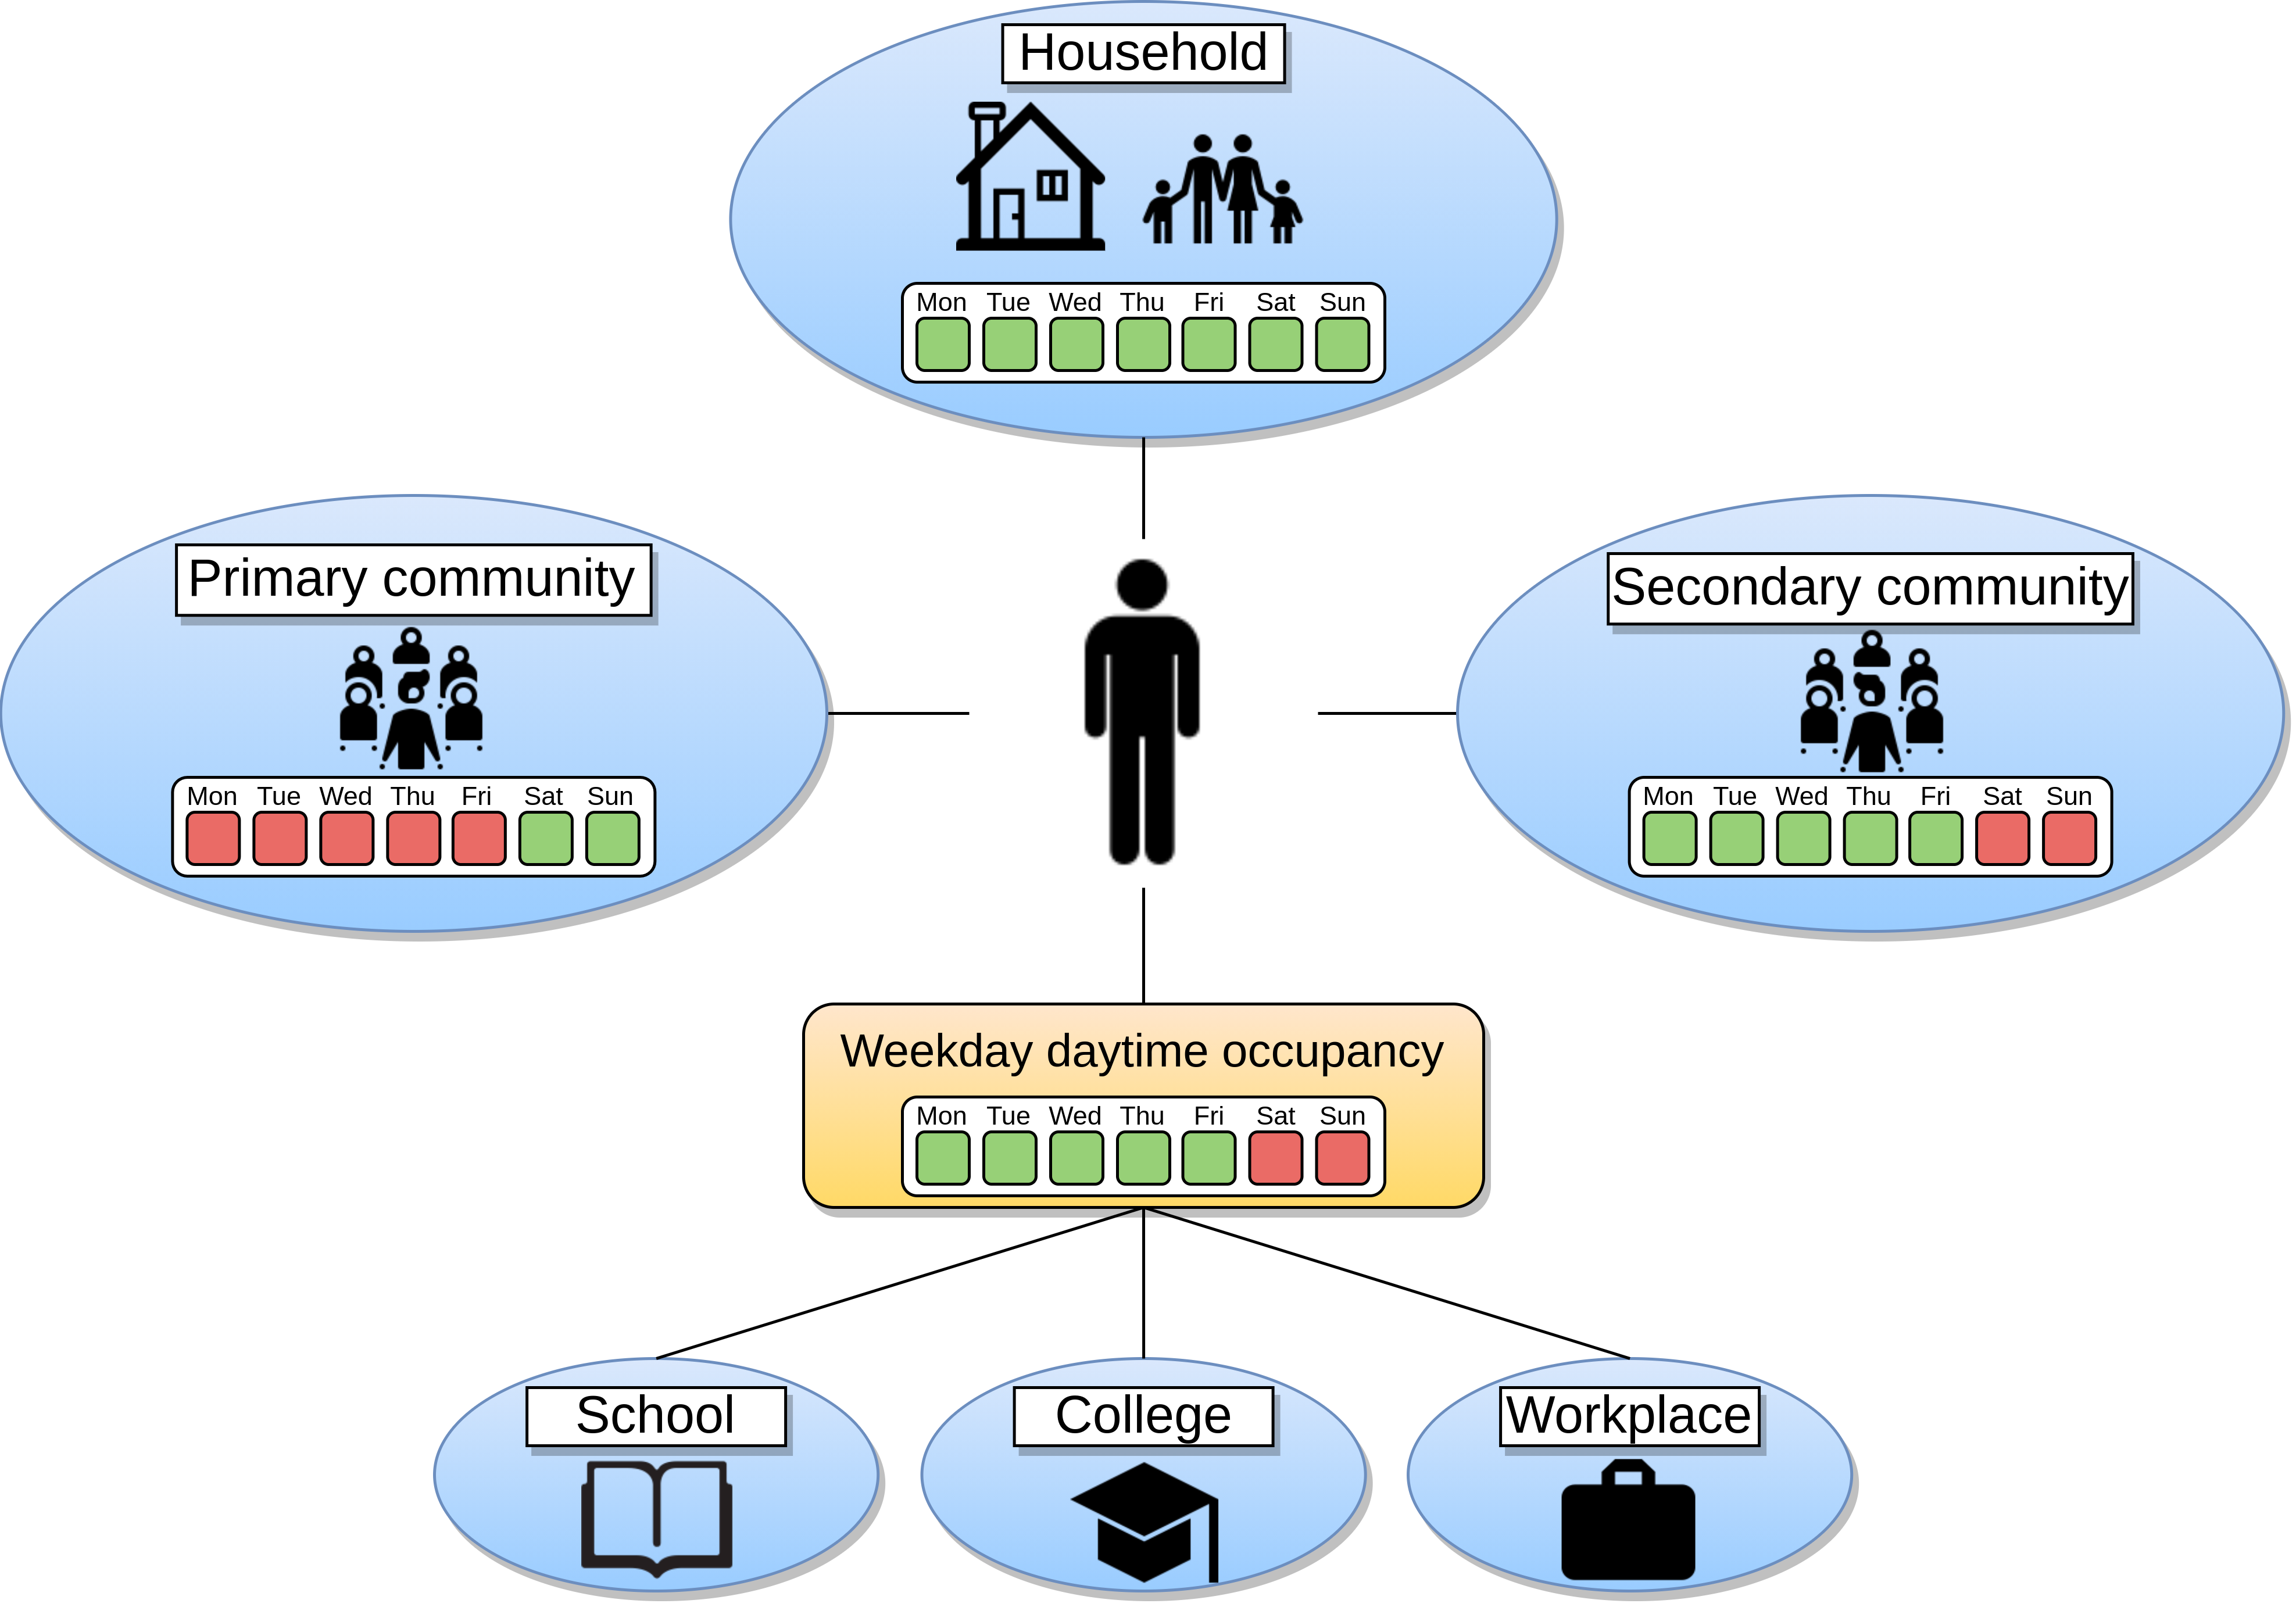 Household
Mon Tue Wed Thu Fri Sat Sun
Primary community
Mon Tue Wed Thu Fri Sat Sun
Secondary community
Mon Tue Wed Thu Fri Sat Sun
Weekday daytime occupancy
Mon Tue Wed Thu Fri Sat Sun
School
College
Workplace